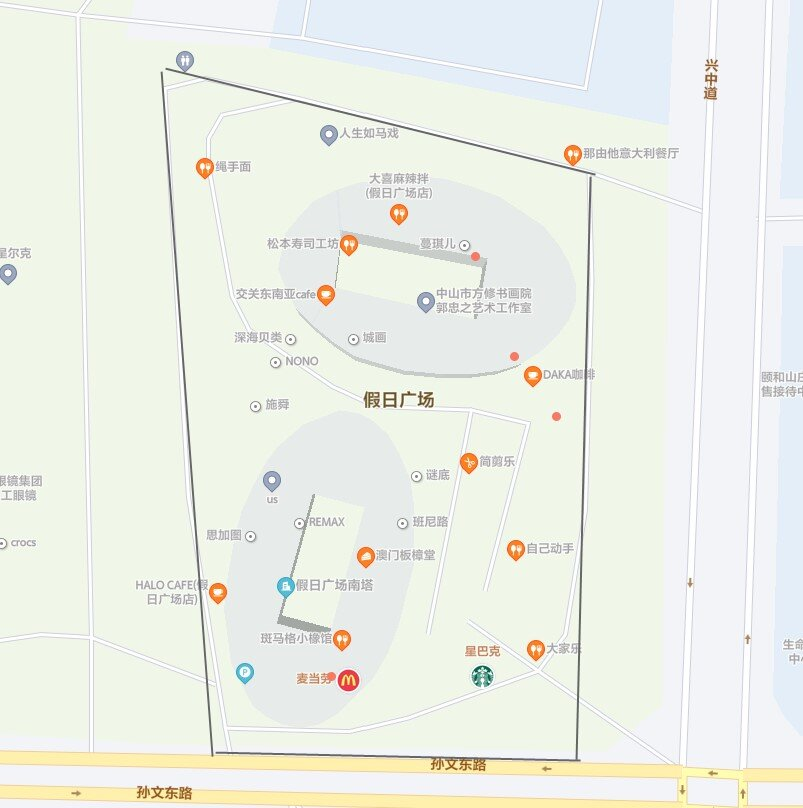 兴中道
人生如马戏
那由他意大利餐厅
绳手面
大喜麻辣拌
(假日广场店)
松本寿司工坊
蔓琪儿
星尔克
交关东南亚cafe
中山市方修书画院
郭忠之艺术工作室
深海贝类
城画
NONO
DAKA咖啡
颐和山庄
售接待中
假日广场
施舜
简剪乐
谜底
眼镜集团
工眼镜
us
REMAX
班尼路
思加图
crocs
自己动手
澳门板樟堂
HALO CAFE(假
日广场店)
假日广场南塔
斑马格小橡馆
大家乐
星巴克
生命
中小
P
麦当劳
孙文东路
孙文东路